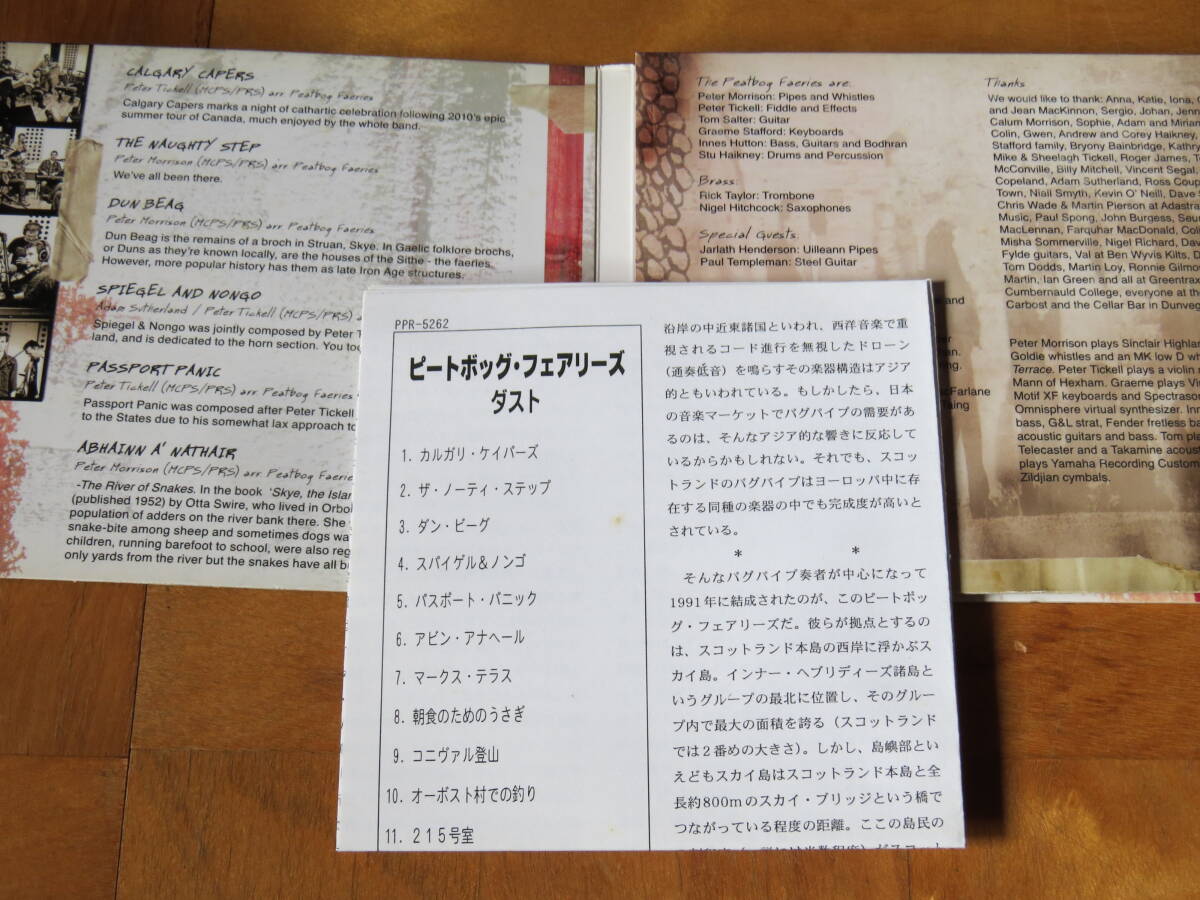 CALGARY CAPERS
Peter Tickell (MCPS/PRS) arr Peatbog Faeries
Calgary Capers marks a night of cathartic celebration following 2010's epic
summer tour of Canada, much enjoyed by the whole band.
THE NAUGHTY STEP
Peter Morrison (MCPS/PRS) arr Peatbog Faeries
We've all been there.
DUN BEAG
Peter Morrison (MCPS/PRS) arr Peatbog Faeries
Dun Beag is the remains of a broch in Struan, Skye. In Gaelic folklore brochs,
or Duns as they're known locally, are the houses of the Sithe - the faeries.
However, more popular history has them as late Iron Age structures.
SPIEGEL AND NONGO
Adam Sutherland / Peter Tickell (MCPS/PRS)
Spiegel & Nongo was jointly composed by Peter T
land, and is dedicated to the horn section. You too
PASSPORT PANIC
Peter Tickell (MCPS/PRS) arr Peatbog Faeries
Passport Panic was composed after Peter Tickell
to the States due to his somewhat lax approach to
ABHAINN A' NATHAIR
Peter Morrison (MCPS/PRS) arr Peatbog Faeries
-The River of Snakes. In the book 'Skye, the Islan
(published 1952) by Otta Swire, who lived in Orbo
population of adders on the river bank there. She
snake-bite among sheep and sometimes dogs wa
children, running barefoot to school, were also reg
only yards from the river but the snakes have all b
The Peatbog Faeries are:
Peter Morrison: Pipes and Whistles
Peter Tickell: Fiddle and Effects
Tom Salter: Guitar
Graeme Stafford: Keyboards
Innes Hutton: Bass, Guitars and Bodhran
Stu Haikney: Drums and Percussion
Brass:
Rick Taylor: Trombone
Nigel Hitchcock: Saxophones
Special Guests:
Jarlath Henderson: Uilleann Pipes
Paul Templeman: Steel Guitar
and
an.
ng.
cFarlane
Taing
Thanks
We would like to thank: Anna, Katie, Iona,
and Jean MacKinnon, Sergio, Johan, Jenn
Calum Morrison, Sophie, Adam and Miriam
Colin, Gwen, Andrew and Corey Haikney,
Stafford family, Bryony Bainbridge, Kathry
Mike & Sheelagh Tickell, Roger James, T
McConville, Billy Mitchell, Vincent Segal,
Copeland, Adam Sutherland, Ross Coup
Town, Niall Smyth, Kevin O' Neill, Dave S
Chris Wade & Martin Pierson at Adastra
Music, Paul Spong, John Burgess, Seu
MacLennan, Farquhar MacDonald, Coli
Misha Sommerville, Nigel Richard, Dav
Fylde guitars, Val at Ben Wyvis Kilts, D
Tom Dodds, Martin Loy, Ronnie Gilmo
Martin, Ian Green and all at Greentrax
Cumbernauld College, everyone at the
Carbost and the Cellar Bar in Dunveg
Peter Morrison plays Sinclair Highlan
Goldie whistles and an MK low D wh
Terrace. Peter Tickell plays a violin m
Mann of Hexham. Graeme plays Vi
Motif XF keyboards and Spectrason
Omnisphere virtual synthesizer. Inn
bass, G&L strat, Fender fretless ba
acoustic guitars and bass. Tom pl
Telecaster and a Takamine acous
plays Yamaha Recording Custom
Zildjian cymbals.
PPR-5262
ピートボッグ・フェアリーズ
ダスト
1. カルガリ・ケイパーズ
2. ザ・ノーティ・ステップ
3. ダン・ビーグ
4. スパイゲル&ノンゴ
5. パスポート・パニック
6. アビン・アナヘール
7. マークス・テラス
8. 朝食のためのうさぎ
9. コニヴァル登山
10. オーボスト村での釣り
11. 215号室
沿岸の中近東諸国といわれ、西洋音楽で重
視されるコード進行を無視したドローン
（通奏低音）を鳴らすその楽器構造はアジア
的ともいわれている。もしかしたら、日本
の音楽マーケットでバグパイプの需要があ
るのは、そんなアジア的な響きに反応して
いるからかもしれない。それでも、スコッ
トランドのバグパイプはヨーロッパ中に存
在する同種の楽器の中でも完成度が高いと
されている。
＊ ＊
そんなバグパイプ奏者が中心になって
1991年に結成されたのが、このピートボッ
グ・フェアリーズだ。彼らが拠点とするの
は、スコットランド本島の西岸に浮かぶス
カイ島。インナー・ヘブリディーズ諸島と
いうグループの最北に位置し、そのグルー
プ内で最大の面積を誇る（スコットランド
では２番めの大きさ）。しかし、島嶼部とい
えどもスカイ島はスコットランド本島と全
長約800mのスカイ・ブリッジという橋で
つながっている程度の距離。ここの島民の